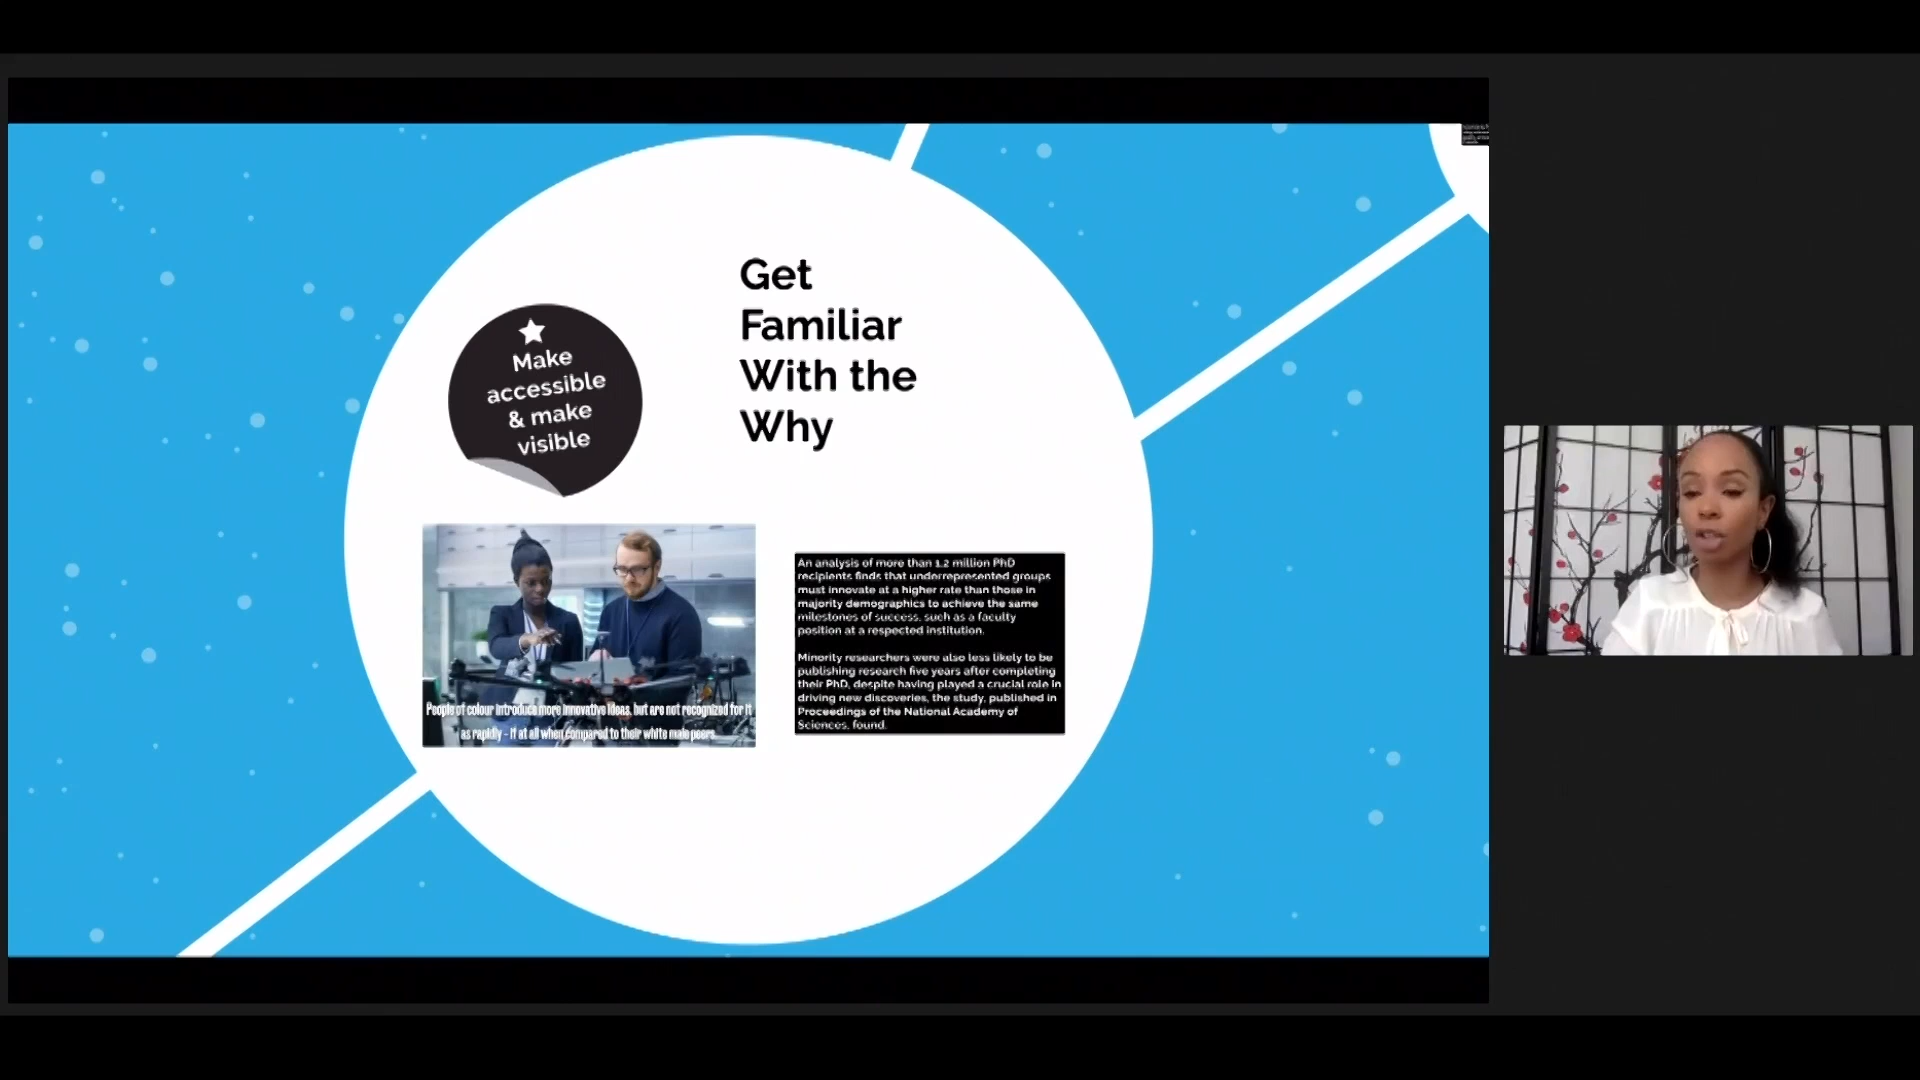 Get
Familiar
With the
Why
Make
accessible
& make
visible
People of colour introduce more innovative ideas, but are not recognized for it
as rapidly - if at all when compared to their white male peers.
An analysis of more than 1.2 million PhD
recipients finds that underrepresented groups
must innovate at a higher rate than those in
majority demographics to achieve the same
milestones of success, such as a faculty
position at a respected institution.
Minority researchers were also less likely to be
publishing research five years after completing
their PhD, despite having played a crucial role in
driving new discoveries, the study, published in
Proceedings of the National Academy of
Sciences, found.